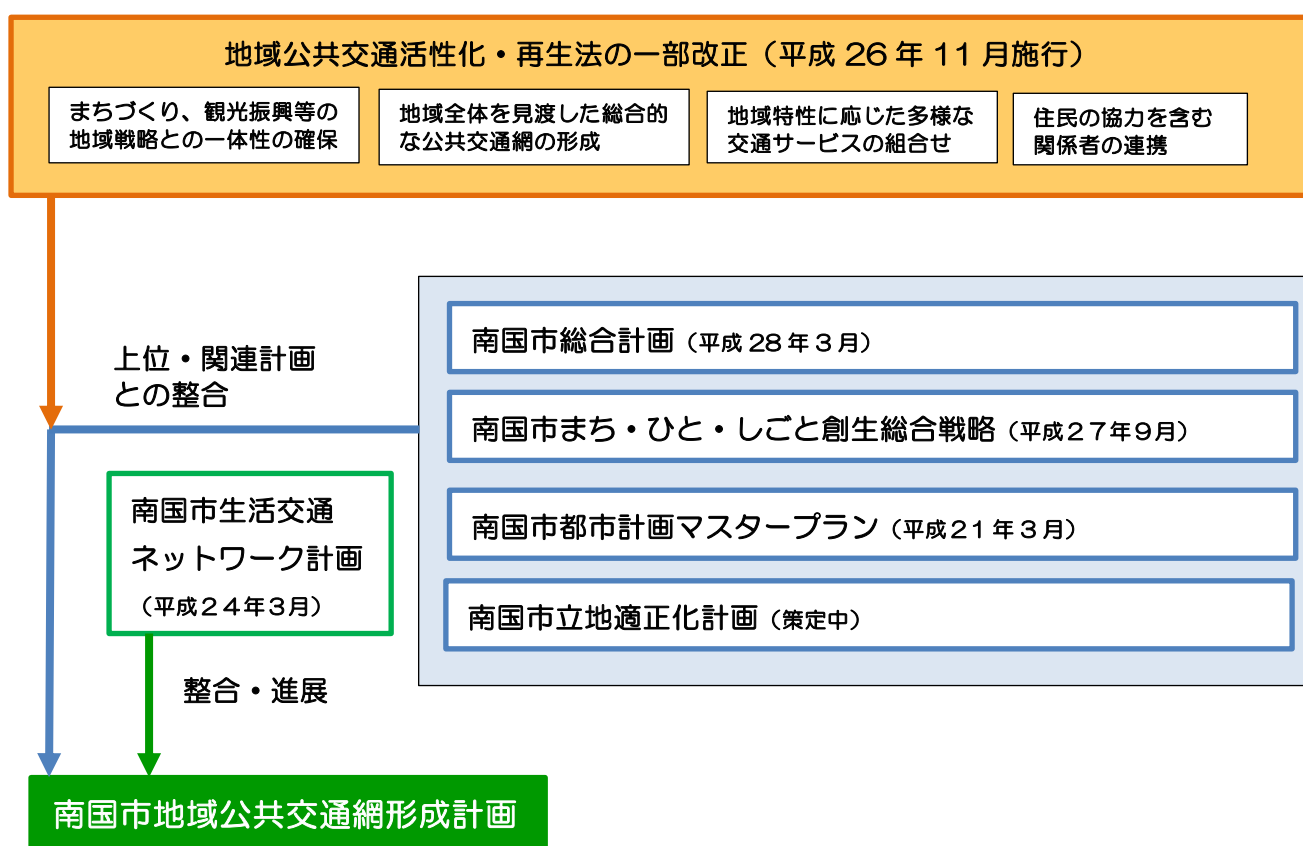 地域公共交通活性化・再生法の一部改正（平成 26 年 11 月施行）
まちづくり、観光振興等の
地域戦略との一体性の確保
地域全体を見渡した総合的
な公共交通網の形成
地域特性に応じた多様な
交通サービスの組合せ
住民の協力を含む
関係者の連携
上位・関連計画
との整合
南国市総合計画（平成 28 年３月）
南国市まち・ひと・しごと創生総合戦略（平成２７年９月）
南国市都市計画マスタープラン（平成２１年３月）
南国市立地適正化計画（策定中）
南国市生活交通
ネットワーク計画
（平成２４年３月）
整合・進展
南国市地域公共交通網形成計画